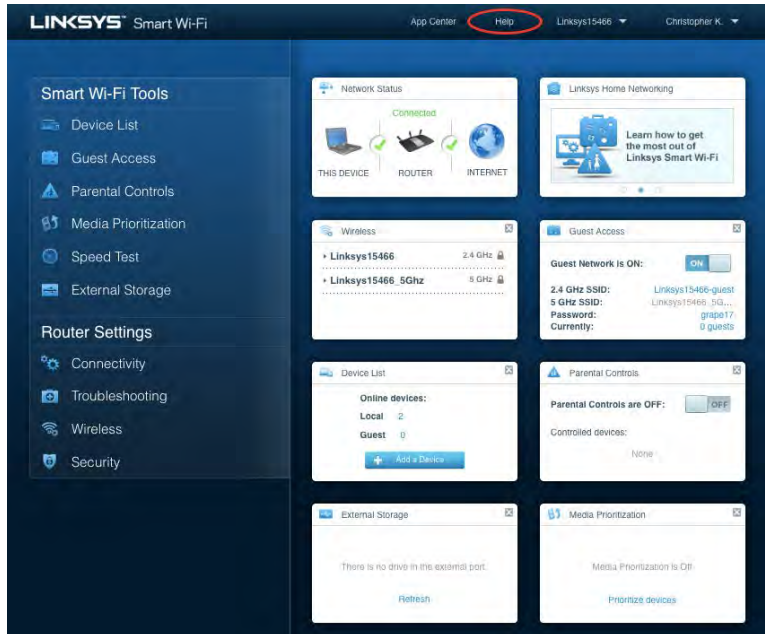 LINKSYS Smart Wi-Fi
App Center
Help
Linksys15466
Christopher K.
Smart Wi-Fi Tools
Device List
Guest Access
Parental Controls
Media Prioritization
Speed Test
External Storage
Router Settings
Connectivity
Troubleshooting
Wireless
Security
Network Status
Connected
THIS DEVICE
ROUTER
INTERNET
Linksys Home Networking
Learn how to get
the most out of
Linksys Smart Wi-Fi
Wireless
Linksys15466 2.4 GHz
Linksys15466_5Ghz 5 GHz
Guest Access
Guest Network Is ON: ON
2.4 GHz SSID: Linksys15466-guest
5 GHz SSID: Linksys15466_5G...
Password: grape17
Currently: 0 guests
Device List
Online devices:
Local 2
Guest 0
Add a Device
Parental Controls
Parental Controls are OFF: OFF
Controlled devices:
None
External Storage
There is no drive in the external port.
Refresh
Media Prioritization
Media Prioritization is Off
Prioritize devices